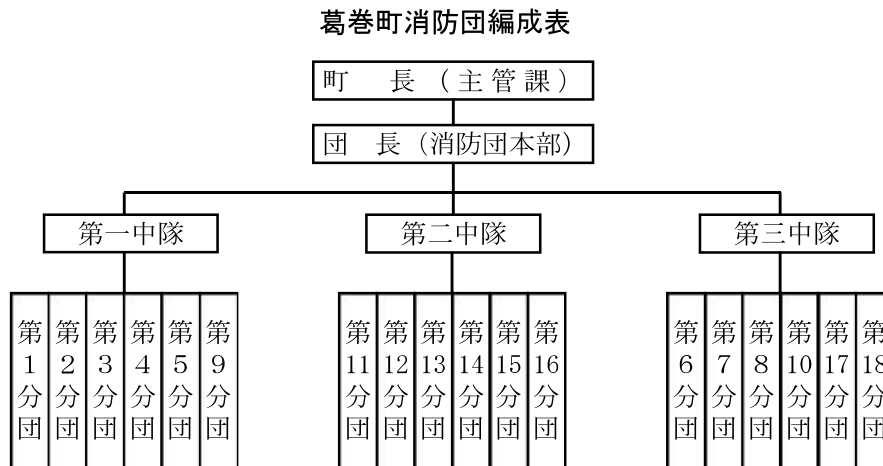 葛巻町消防団編成表
町　長（主管課）
団　長（消防団本部）
第一中隊
第二中隊
第三中隊
第1分団
第2分団
第3分団
第4分団
第5分団
第9分団
第11分団
第12分団
第13分団
第14分団
第15分団
第16分団
第6分団
第7分団
第8分団
第10分団
第17分団
第18分団